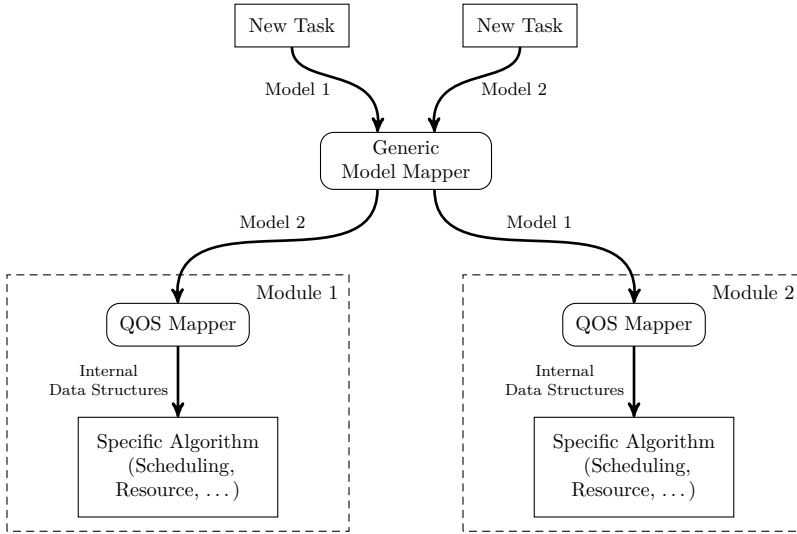 New Task
New Task
Model 1
Model 2
Generic
Model Mapper
Model 2
Model 1
Module 1
Module 2
QOS Mapper
QOS Mapper
Internal
Data Structures
Internal
Data Structures
Specific Algorithm
(Scheduling,
Resource, ...)
Specific Algorithm
(Scheduling,
Resource, ...)